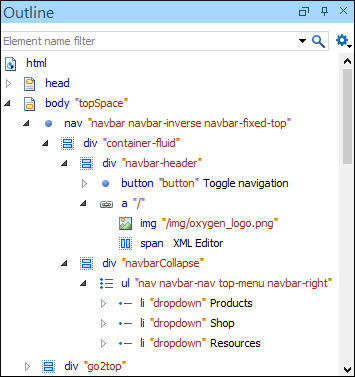 Outline
Element name filter
html
head
body "topSpace"
nav "navbar navbar-inverse navbar-fixed-top"
div "container-fluid"
div "navbar-header"
button "button" Toggle navigation
a "/"
img "/img/oxygen_logo.png"
span XML Editor
div "navbarCollapse"
ul "nav navbar-nav top-menu navbar-right"
li "dropdown" Products
li "dropdown" Shop
li "dropdown" Resources
div "go2top"